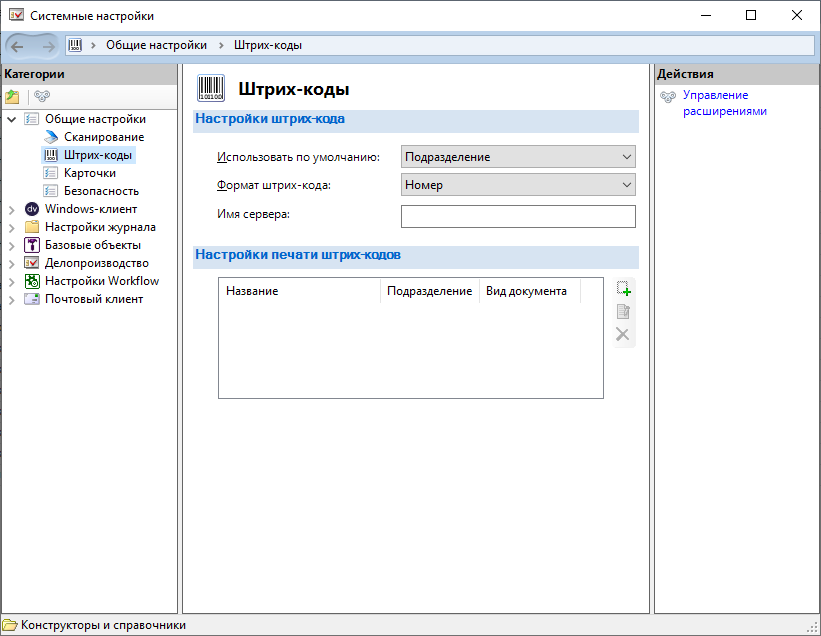 Системные настройки
Общие настройки
Штрих-коды
Категории
Общие настройки
Сканирование
Штрих-коды
Карточки
Безопасность
Windows-клиент
Настройки журнала
Базовые объекты
Делопроизводство
Настройки Workflow
Почтовый клиент
Штрих-коды
Настройки штрих-кода
Использовать по умолчанию: Подразделение
Формат штрих-кода: Номер
Имя сервера:
Настройки печати штрих-кодов
Название Подразделение Вид документа
Действия
Управление
расширениями
Конструкторы и справочники